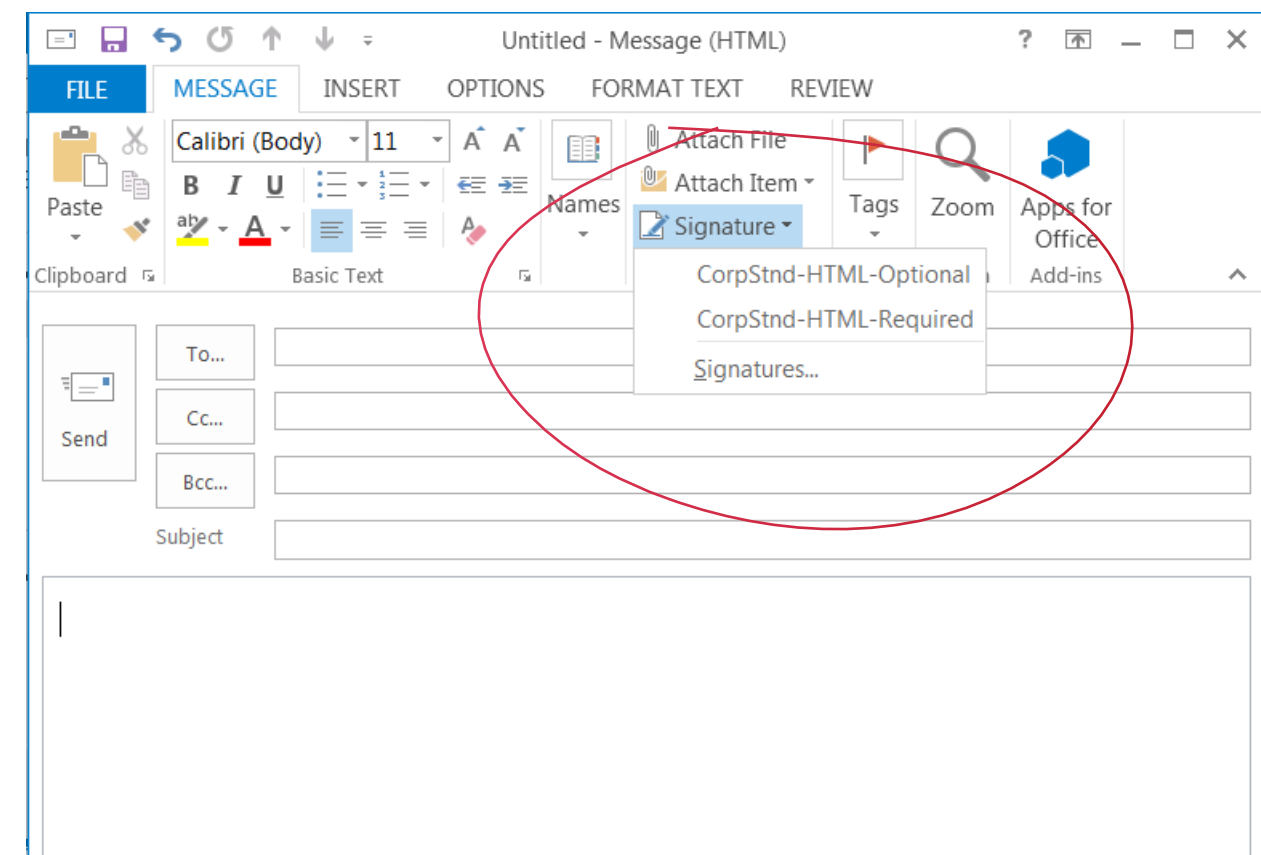 Untitled - Message (HTML)
FILE MESSAGE INSERT OPTIONS FORMAT TEXT REVIEW
Calibri (Body) 11
Attach File
Attach Item
Signature
B I U
Paste
Names
Tags
Zoom
Apps for
Office
Clipboard
Basic Text
Add-ins
CorpStnd-HTML-Optional
CorpStnd-HTML-Required
Signatures...
Send
To...
Cc...
Bcc...
Subject